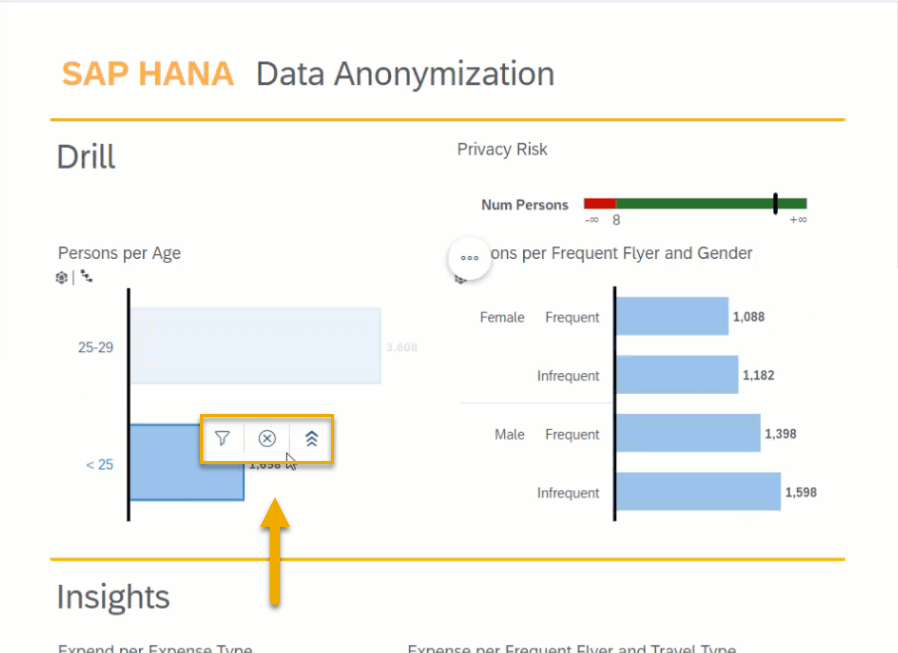 SAP HANA Data Anonymization
Drill
Privacy Risk
Num Persons
-∞ 8 +∞
Persons per Age
ons per Frequent Flyer and Gender
25-29 3,608
< 25 1,658
Female Frequent 1,088
Infrequent 1,182
Male Frequent 1,398
Infrequent 1,598
Insights
Expend per Expense Type
Expense per Frequent Flyer and Travel Type